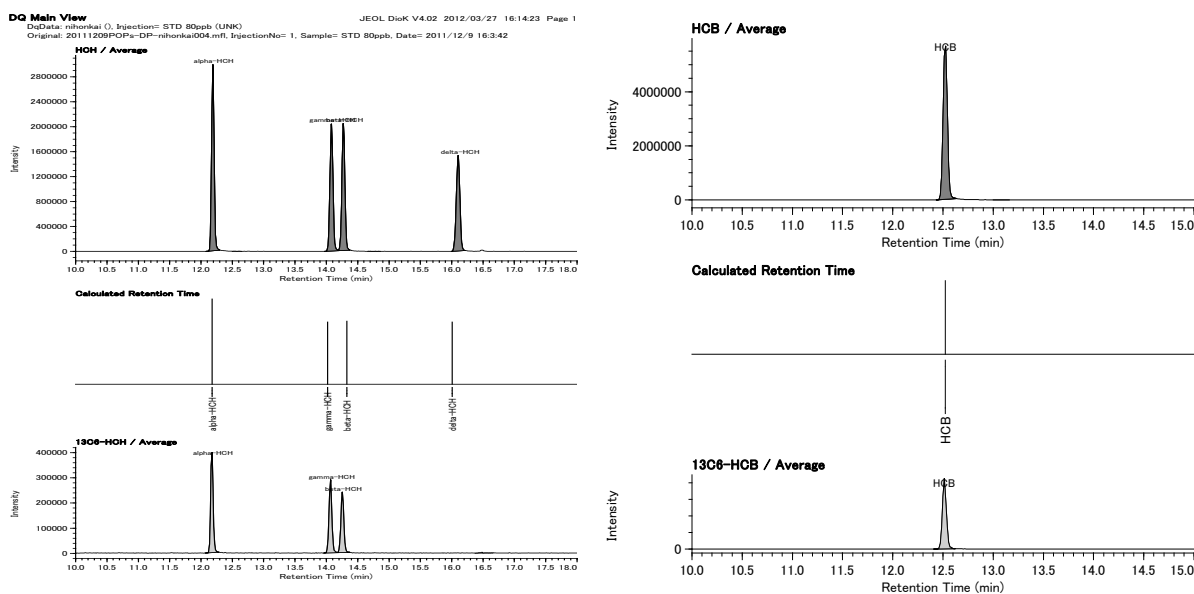 DQ Main View
JEOL DioK V4.02 2012/03/27 16:14:23 Page 1
DqData: nihonkai (), Injection= STD 80ppb (UNK)
Original: 20111209POPs-DP-nihonkai004.mfl, InjectionNo= 1, Sample= STD 80ppb, Date= 2011/12/9 16:3:42
HCH / Average
alpha-HCH
gamma-HCH
beta-HCH
delta-HCH
Intensity
2800000
2400000
2000000
1600000
1200000
800000
400000
0
10.0 10.5 11.0 11.5 12.0 12.5 13.0 13.5 14.0 14.5 15.0 15.5 16.0 16.5 17.0 17.5 18.0
Retention Time (min)
Calculated Retention Time
alpha-HCH
gamma-HCH
beta-HCH
delta-HCH
13C6-HCH / Average
alpha-HCH
gamma-HCH
beta-HCH
Intensity
400000
300000
200000
100000
0
10.0 10.5 11.0 11.5 12.0 12.5 13.0 13.5 14.0 14.5 15.0 15.5 16.0 16.5 17.0 17.5 18.0
Retention Time (min)
HCB / Average
HCB
Intensity
4000000
2000000
0
10.0 10.5 11.0 11.5 12.0 12.5 13.0 13.5 14.0 14.5 15.0
Retention Time (min)
Calculated Retention Time
HCB
13C6-HCB / Average
HCB
Intensity
0
10.0 10.5 11.0 11.5 12.0 12.5 13.0 13.5 14.0 14.5 15.0
Retention Time (min)